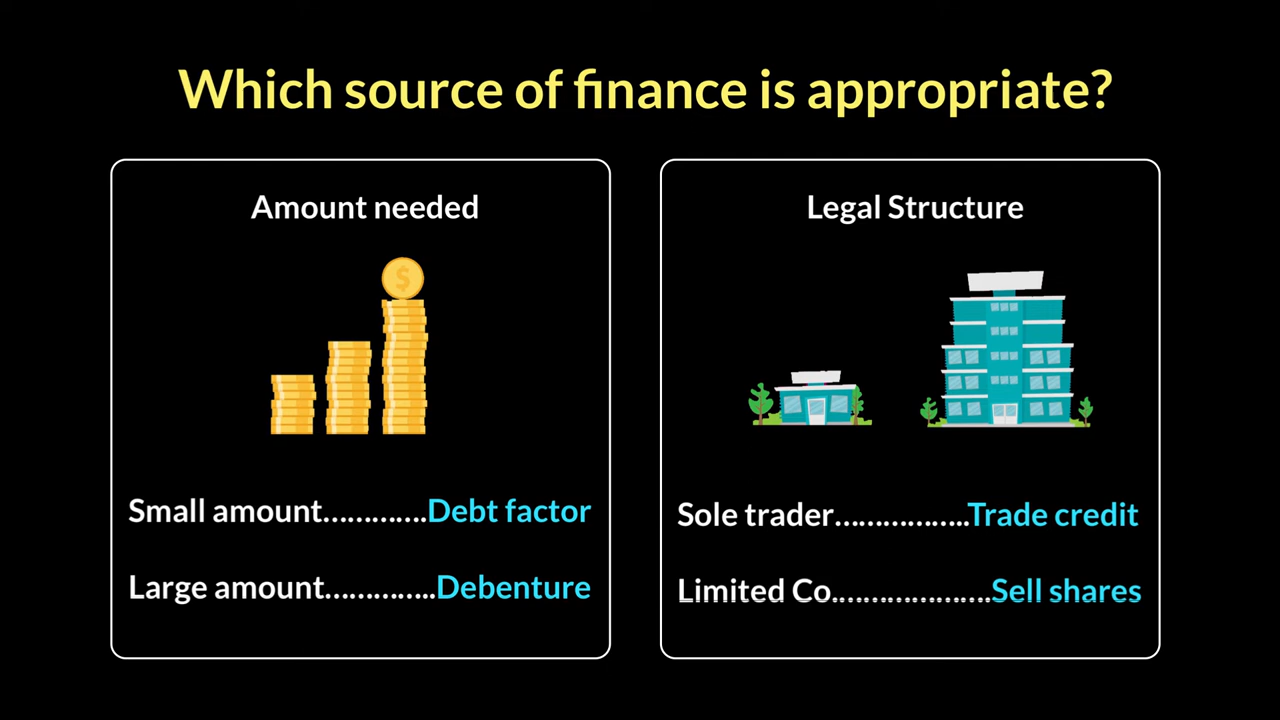 Which source of finance is appropriate?
Amount needed
Small amount.............Debt factor
Large amount..............Debenture
Legal Structure
Sole trader.................Trade credit
Limited Co....................Sell shares